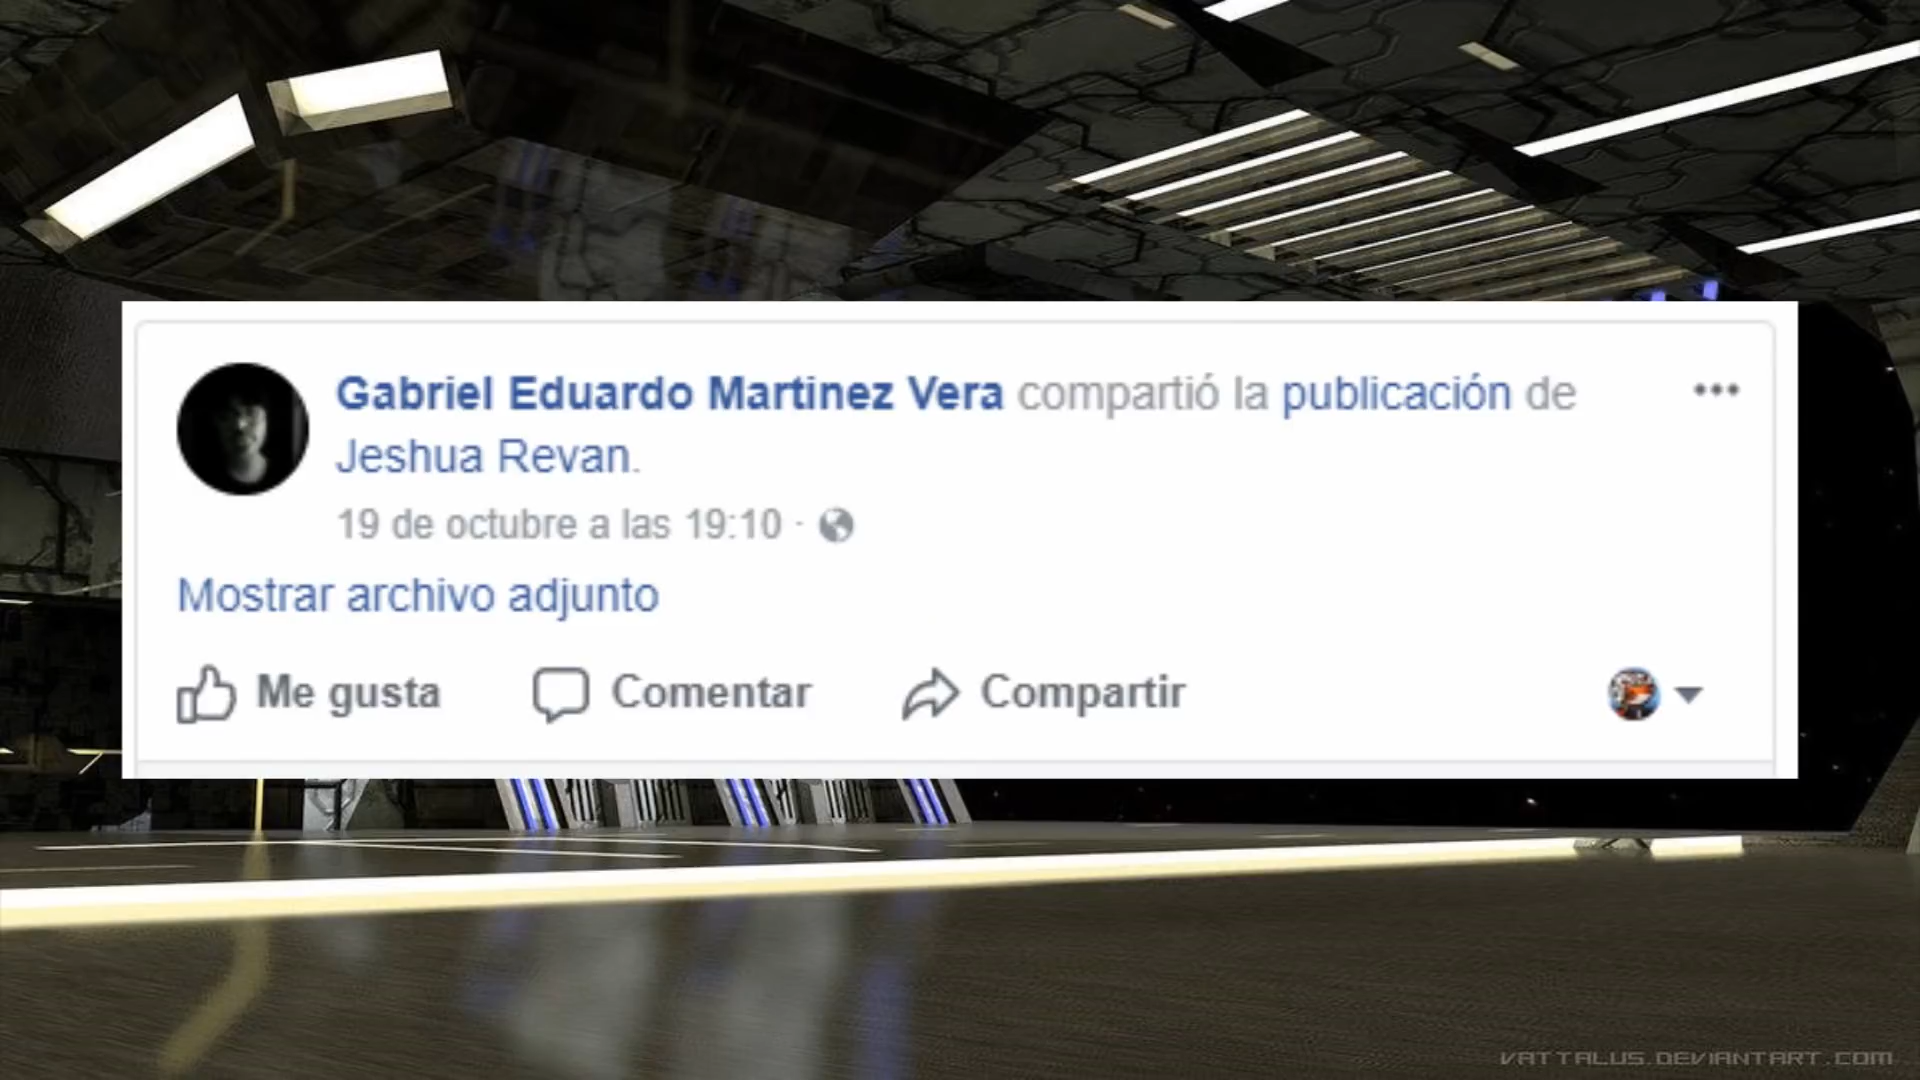 Gabriel Eduardo Martinez Vera compartió la publicación de
Jeshua Revan.
19 de octubre a las 19:10 ·
Mostrar archivo adjunto
Me gusta Comentar Compartir
VATTALUS.DEVIANTART.COM